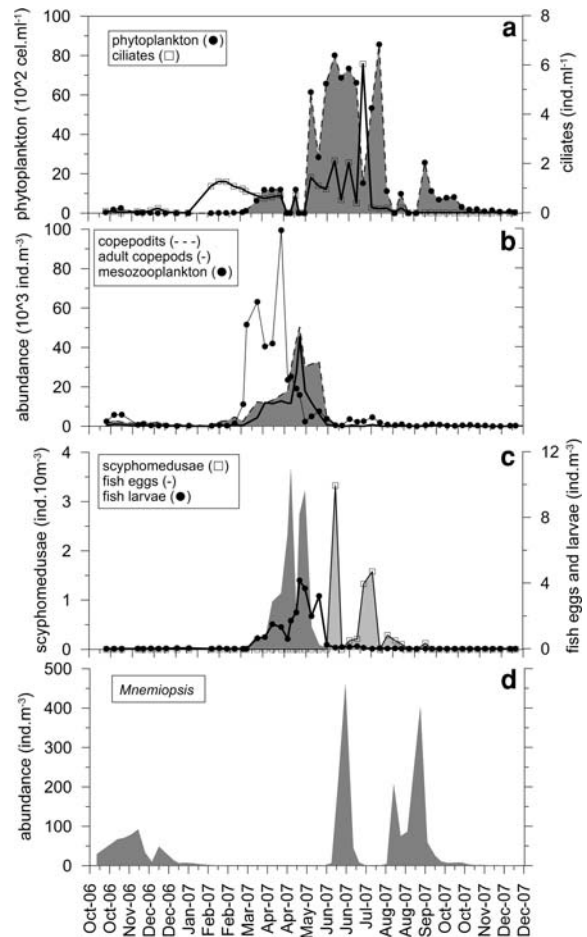 a
phytoplankton (●)
ciliates (□)
phytoplankton (10^2 cel.ml⁻¹)
100
80
60
40
20
0
8
6
4
2
0
ciliates (ind.ml⁻¹)
b
copepodits (- - -)
adult copepods (-)
mesozooplankton (●)
abundance (10^3 ind.m⁻³)
100
80
60
40
20
0
c
scyphomedusae (□)
fish eggs (-)
fish larvae (●)
scyphomedusae (ind.10m⁻³)
4
3
2
1
0
12
8
4
0
fish eggs and larvae (ind.m⁻³)
d
Mnemiopsis
abundance (ind.m⁻³)
500
400
300
200
100
0
Oct-06
Oct-06
Nov-06
Dec-06
Dec-06
Jan-07
Feb-07
Feb-07
Mar-07
Apr-07
Apr-07
May-07
Jun-07
Jun-07
Jul-07
Aug-07
Aug-07
Sep-07
Oct-07
Oct-07
Nov-07
Dec-07
Dec-07